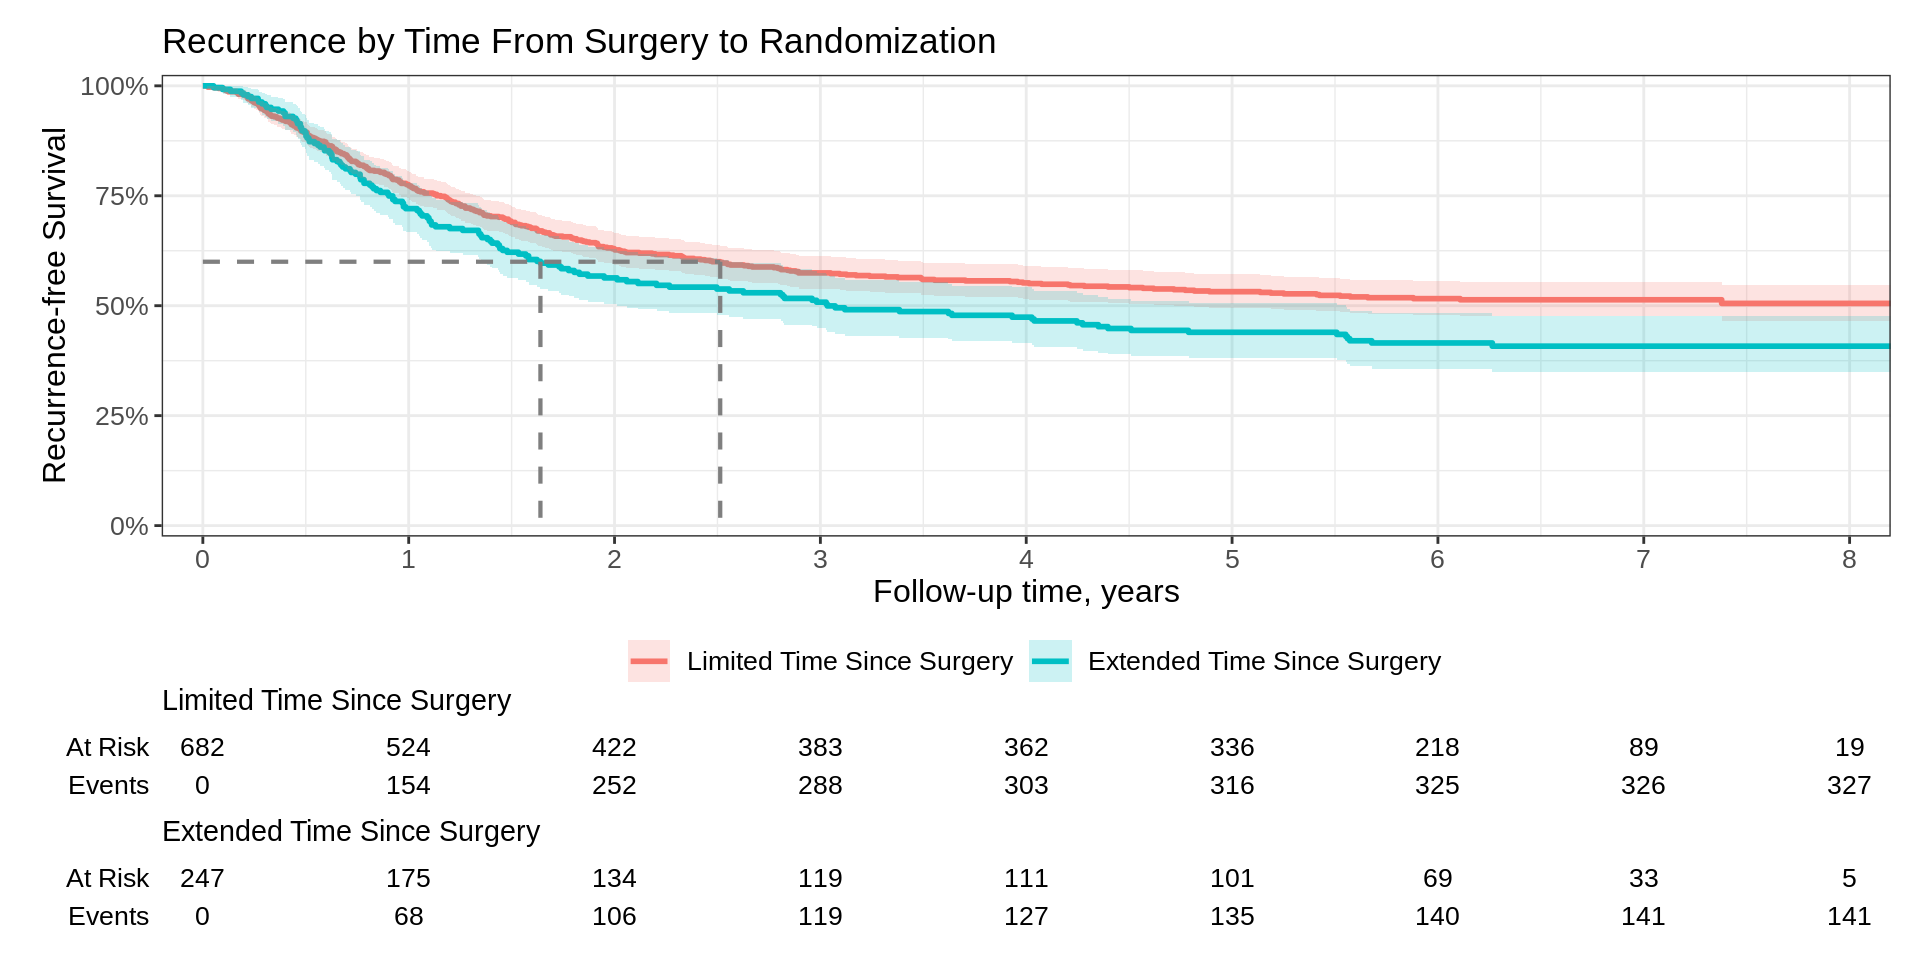 Recurrence by Time From Surgery to Randomization
Recurrence-free Survival
100%
75%
50%
25%
0%
0 1 2 3 4 5 6 7 8
Follow-up time, years
Limited Time Since Surgery Extended Time Since Surgery
Limited Time Since Surgery
At Risk 682 524 422 383 362 336 218 89 19
Events 0 154 252 288 303 316 325 326 327
Extended Time Since Surgery
At Risk 247 175 134 119 111 101 69 33 5
Events 0 68 106 119 127 135 140 141 141